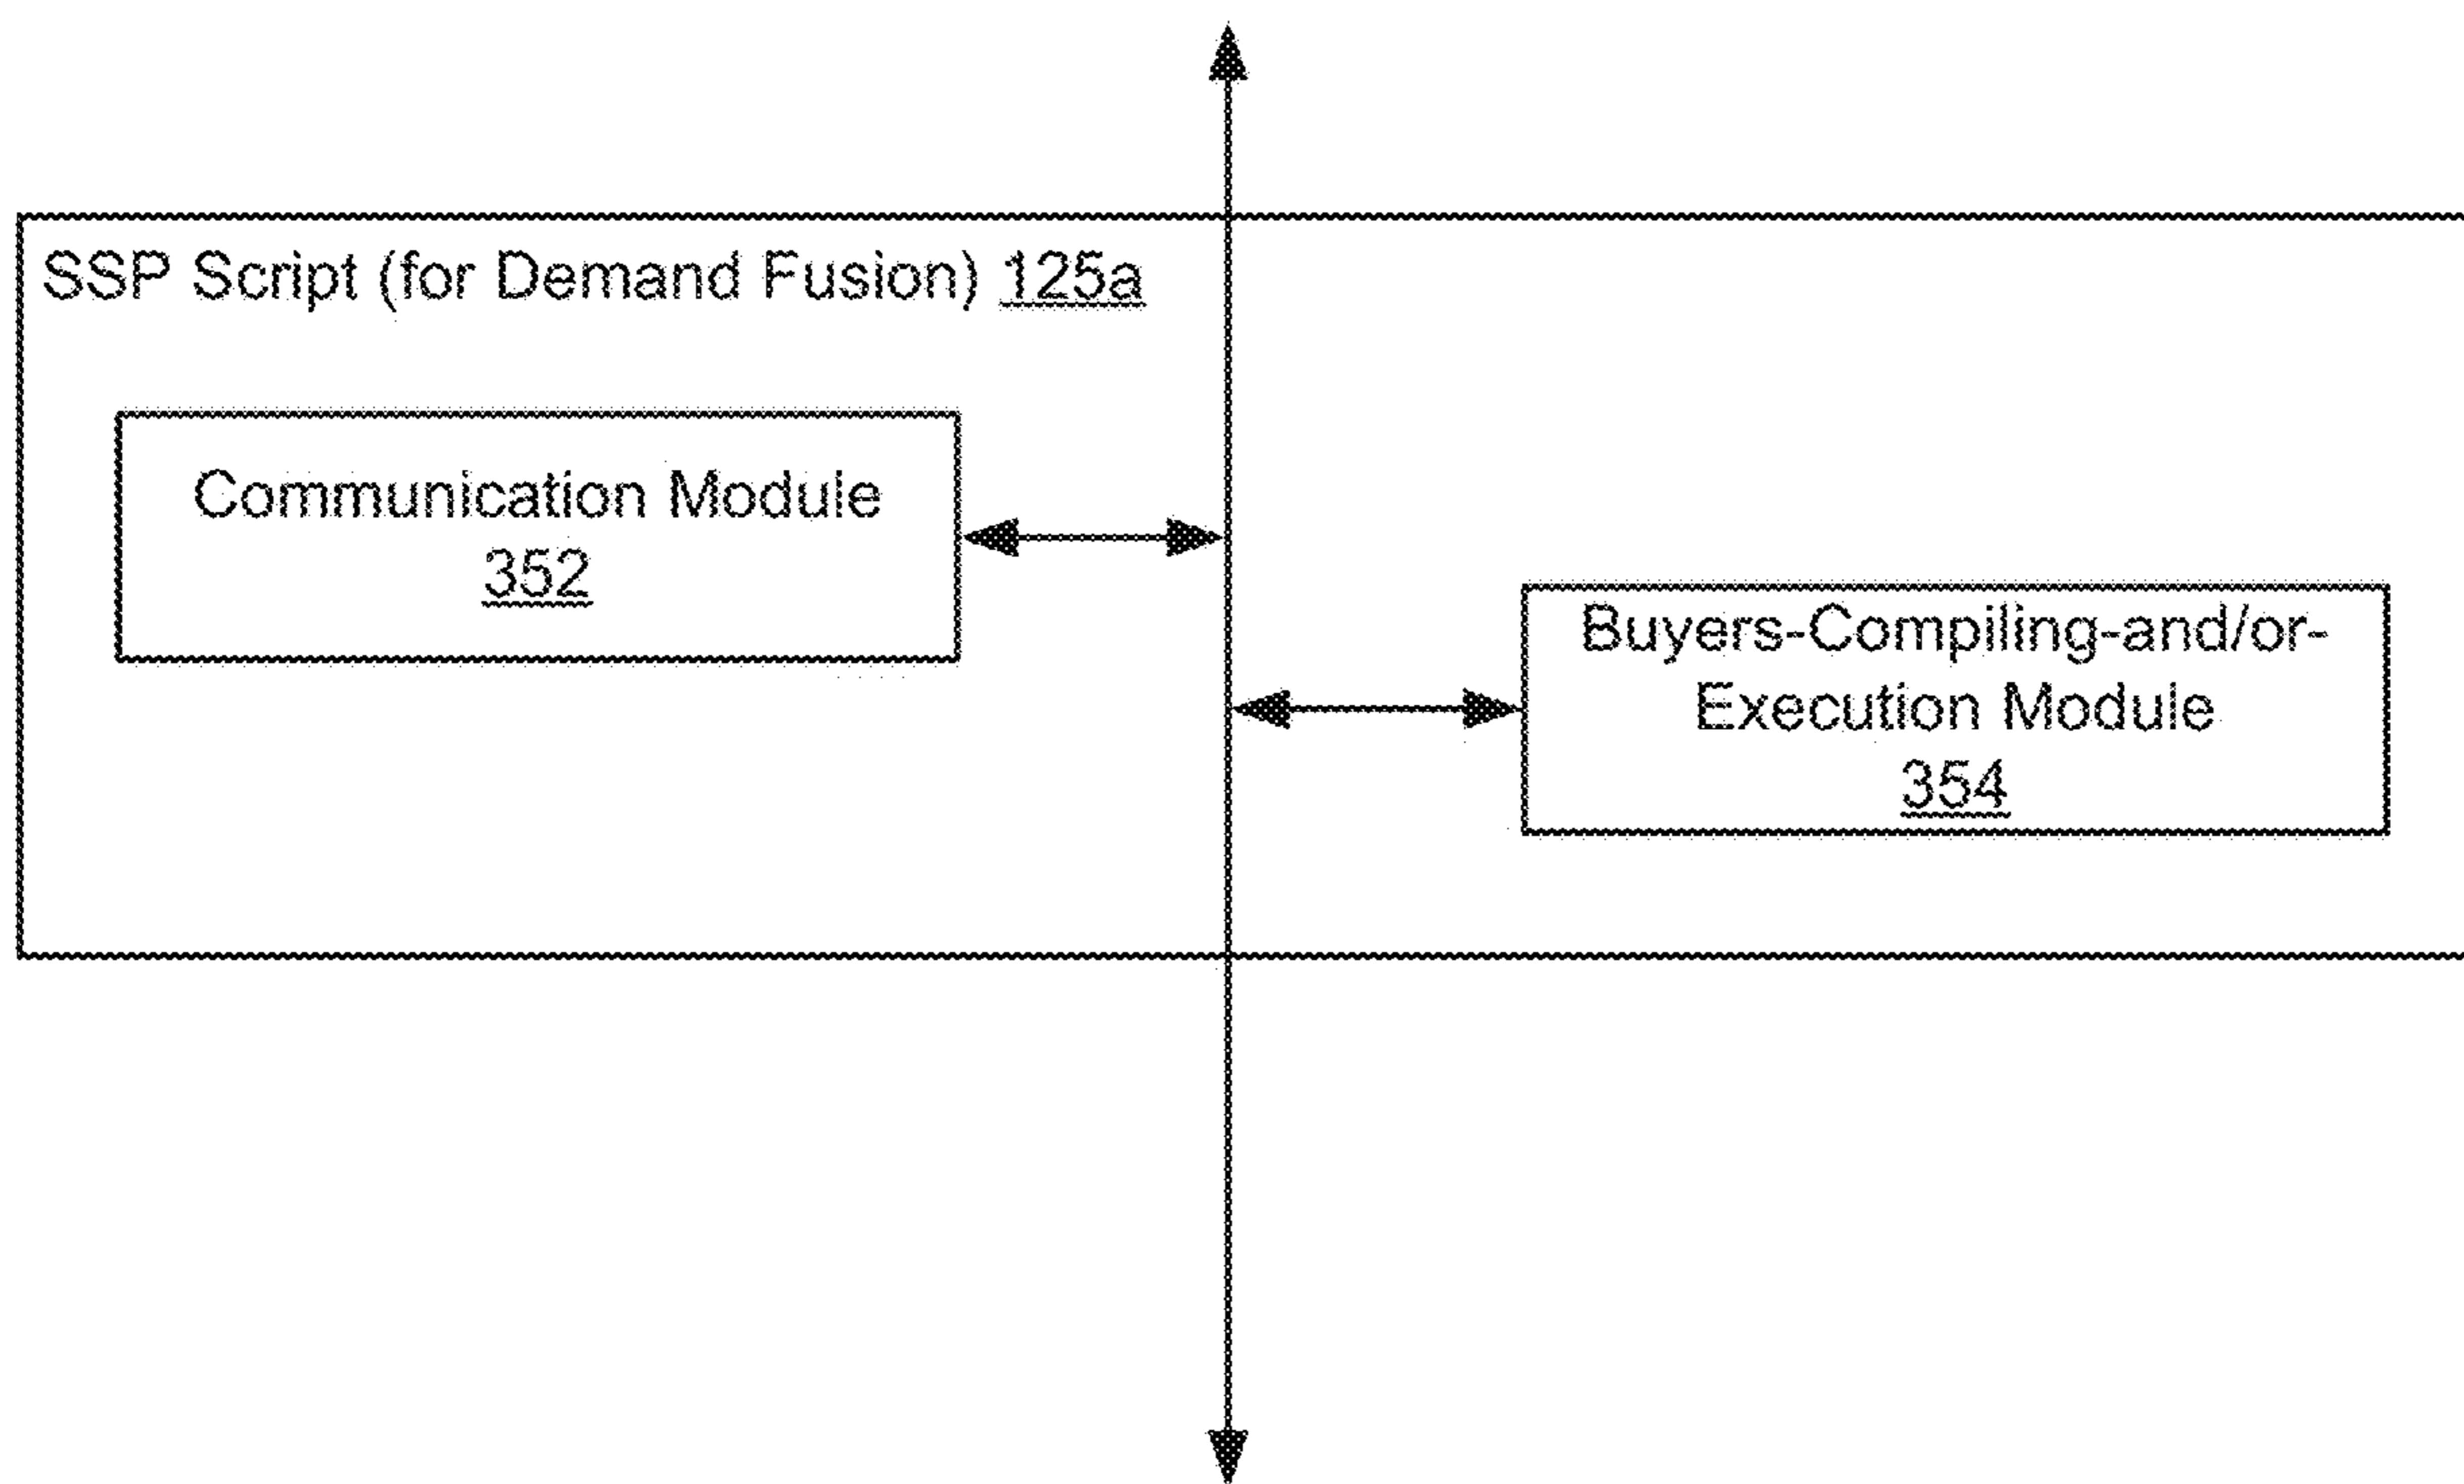 SSP Script (for Demand Fusion) 125a
Communication Module
352
Buyers-Compiling-and/or-
Execution Module
354